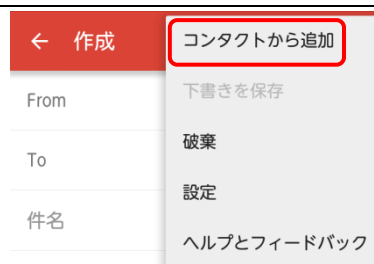 作成
From
To
件名
コンタクトから追加
下書きを保存
破棄
設定
ヘルプとフィードバック